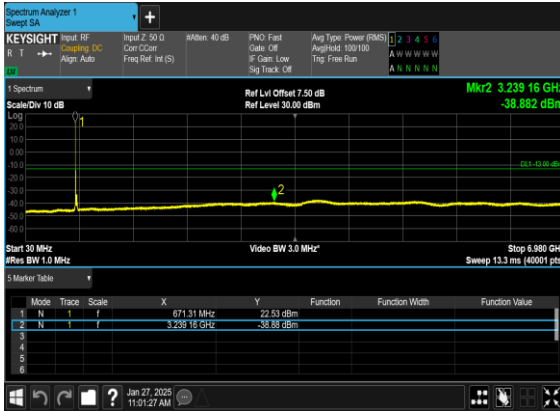 Spectrum Analyzer 1
Swept SA
+
KEYSIGHT Input: RF Input Z: 50 Ω #Atten: 40 dB PNO: Fast Avg Type: Power (RMS) 1 2 3 4 5 6
R T Coupling: DC Corr CCorr Gate: Off Avg|Hold: 100/100 A W W W W W
Align: Auto Freq Ref: Int (S) IF Gain: Low Trig: Free Run
Sig Track: Off A N N N N N
1 Spectrum
Scale/Div 10 dB
Ref Lvl Offset 7.50 dB
Ref Level 30.00 dBm
Mkr2 3.239 16 GHz
-38.882 dBm
Log
20.0
10.0
0.00
-10.0
-20.0
-30.0
-40.0
-50.0
-60.0
1
2
DL1 -13.00 dBm
Start 30 MHz Video BW 3.0 MHz* Stop 6.980 GHz
#Res BW 1.0 MHz Sweep 13.3 ms (40001 pts)
5 Marker Table
Mode Trace Scale X Y Function Function Width Function Value
1 N 1 f 671.31 MHz 22.53 dBm
2 N 1 f 3.239 16 GHz -38.88 dBm
3
4
5
6
? Jan 27, 2025
11:01:27 AM